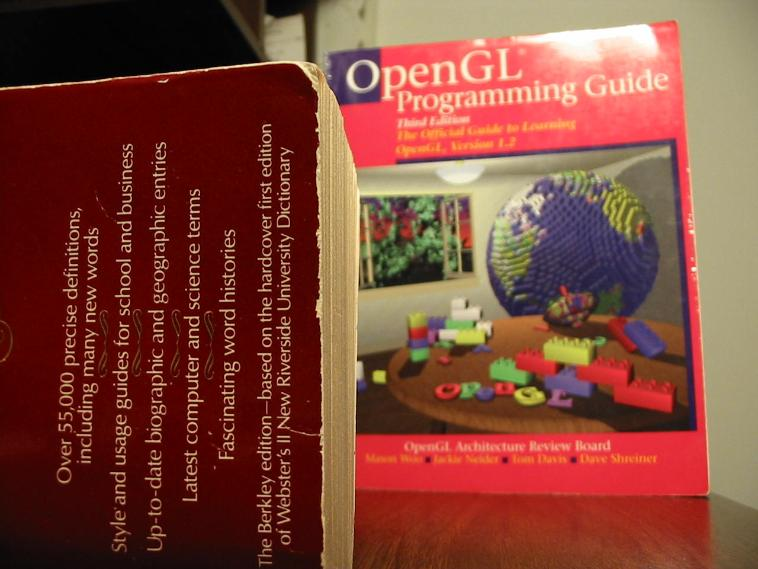 Over 55,000 precise definitions,
including many new words
Style and usage guides for school and business
Up-to-date biographic and geographic entries
Latest computer and science terms
Fascinating word histories
The Berkley edition—based on the hardcover first edition
of Webster's II New Riverside University Dictionary
OpenGL®
Programming Guide
Third Edition
The Official Guide to Learning
OpenGL, Version 1.2
OPENGL
OpenGL Architecture Review Board
Mason Woo ■ Jackie Neider ■ Tom Davis ■ Dave Shreiner